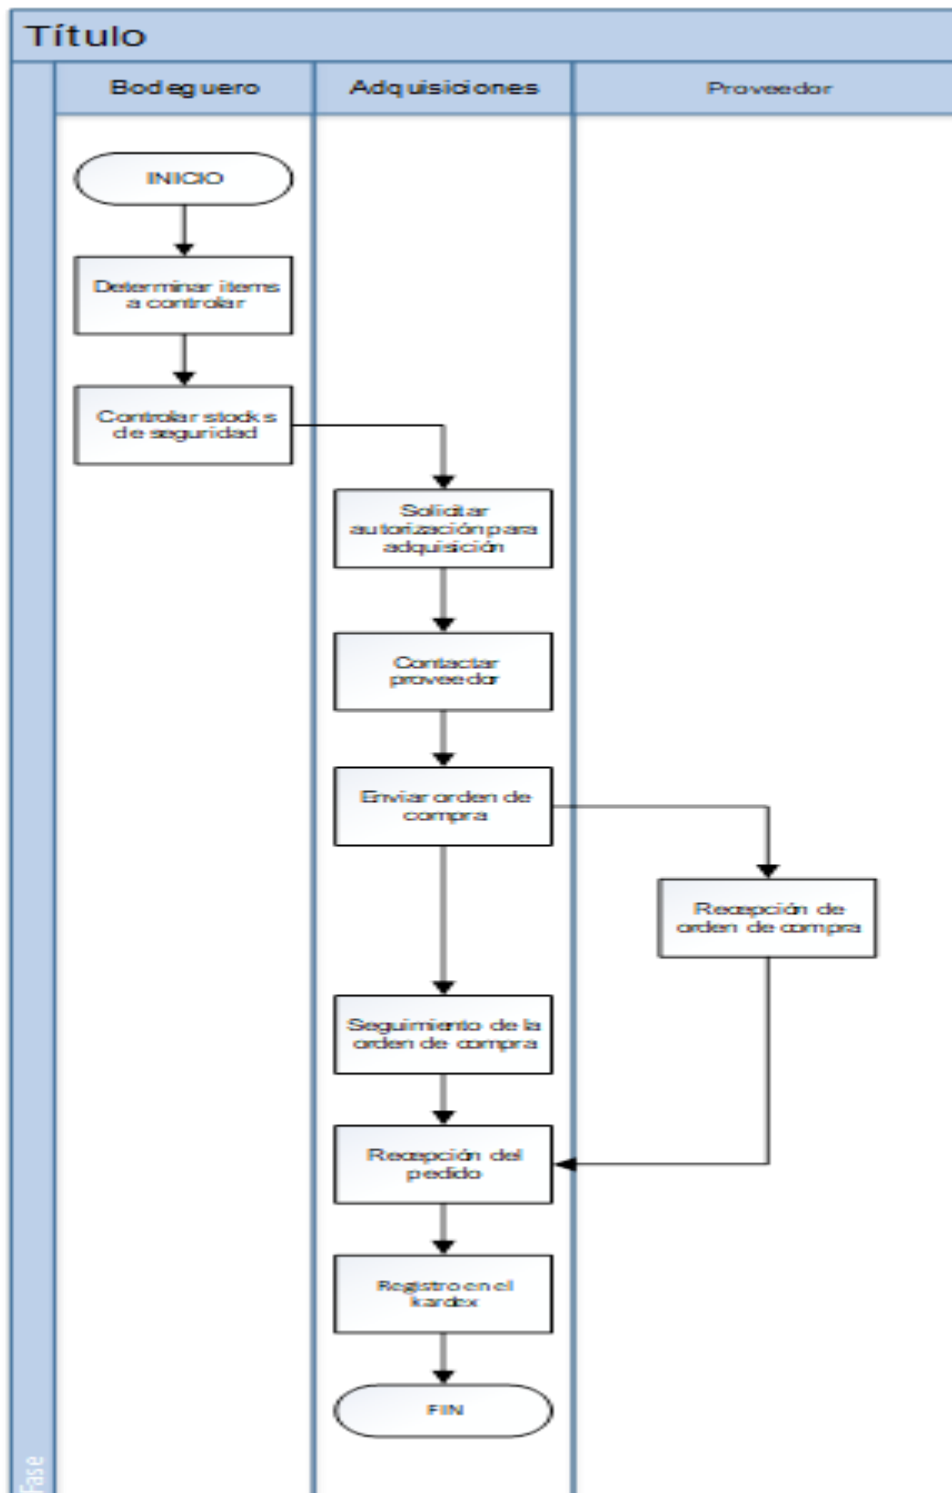 Título
Bodeguero
Adquisiciones
Proveedor
INICIO
Determinar items
a controlar
Controlar stocks
de seguridad
Solicitar
autorización para
adquisición
Contactar
proveedor
Enviar orden de
compra
Recepción de
orden de compra
Seguimiento de la
orden de compra
Recepción del
pedido
Registro en el
kardex
FIN
Fase